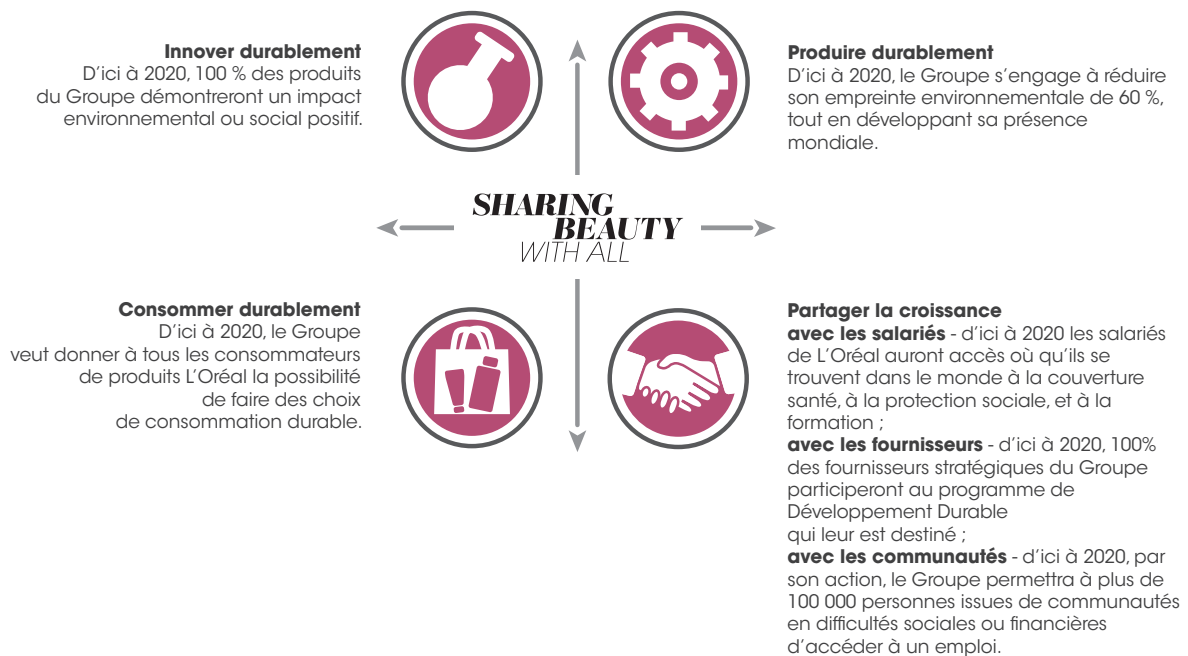 Innover durablement
D'ici à 2020, 100 % des produits
du Groupe démontreront un impact
environnemental ou social positif.
Produire durablement
D'ici à 2020, le Groupe s'engage à réduire
son empreinte environnementale de 60 %,
tout en développant sa présence
mondiale.
SHARING
BEAUTY
WITH ALL
Consommer durablement
D'ici à 2020, le Groupe
veut donner à tous les consommateurs
de produits L'Oréal la possibilité
de faire des choix
de consommation durable.
Partager la croissance
avec les salariés - d'ici à 2020 les salariés
de L'Oréal auront accès où qu'ils se
trouvent dans le monde à la couverture
santé, à la protection sociale, et à la
formation ;
avec les fournisseurs - d'ici à 2020, 100%
des fournisseurs stratégiques du Groupe
participeront au programme de
Développement Durable
qui leur est destiné ;
avec les communautés - d'ici à 2020, par
son action, le Groupe permettra à plus de
100 000 personnes issues de communautés
en difficultés sociales ou financières
d'accéder à un emploi.